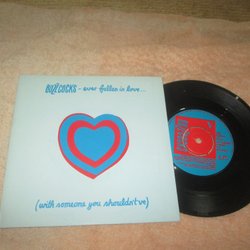 BUZZCOCKS - ever fallen in love...
(with someone you shouldn't've)